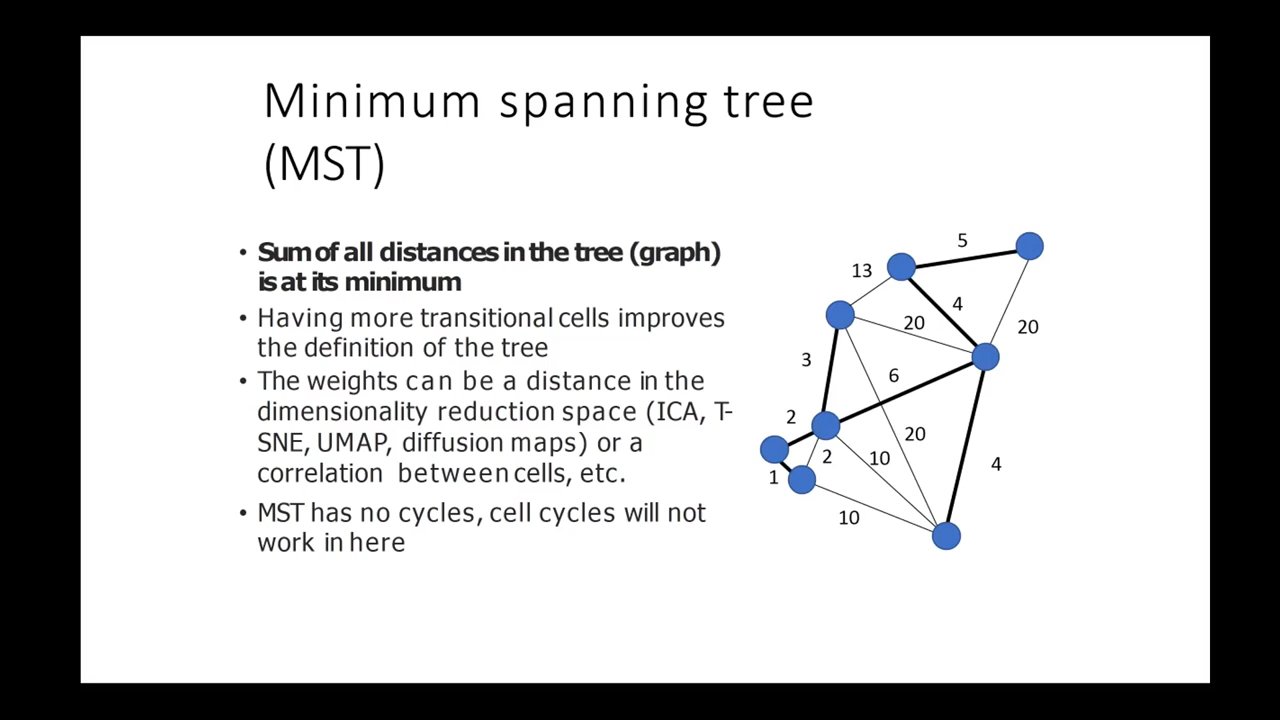 Minimum spanning tree
(MST)
• Sum of all distances in the tree (graph)
is at its minimum
• Having more transitional cells improves
the definition of the tree
• The weights can be a distance in the
dimensionality reduction space (ICA, T-
SNE, UMAP, diffusion maps) or a
correlation between cells, etc.
• MST has no cycles, cell cycles will not
work in here
5
13
4
20
20
3
6
2
20
2
10
4
1
10